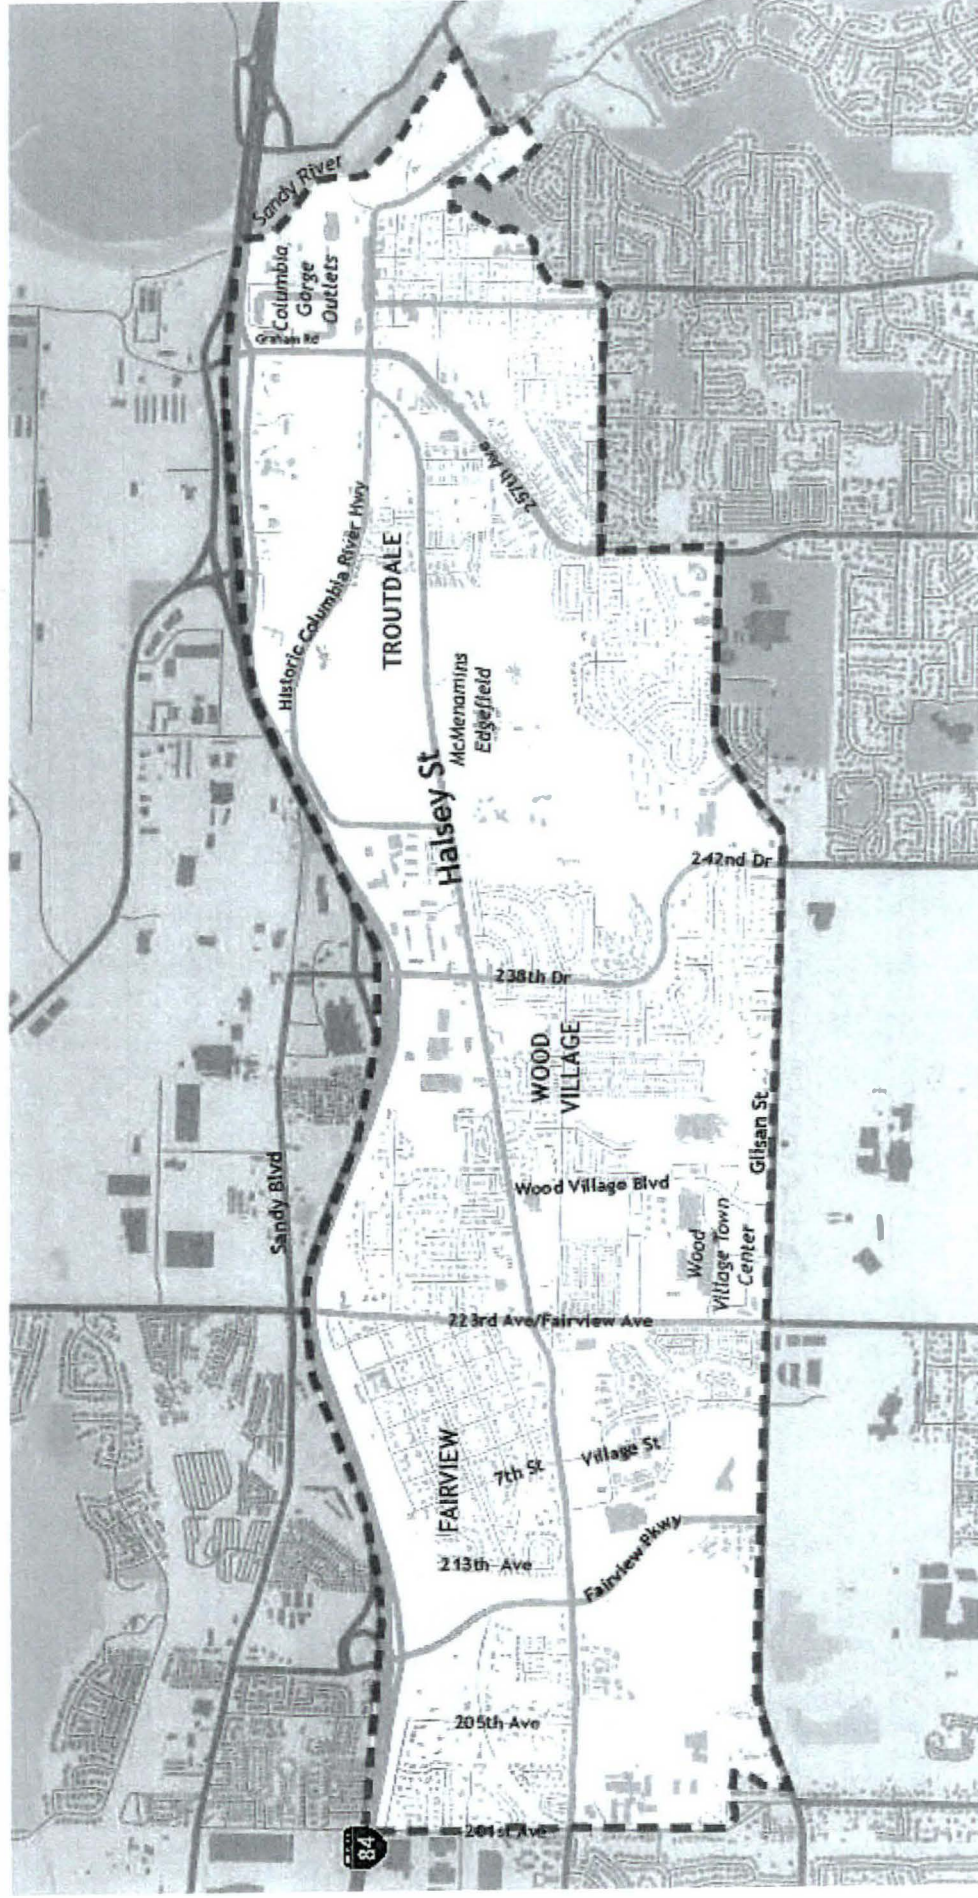 Sandy River
Columbia
Gorge
Outlets
Graham Rd
257th Ave
Historic Columbia River Hwy
TROUTDALE
McMenamins
Edgefield
Halsey St
242nd Dr
238th Dr
WOOD
VILLAGE
Glisan St
Wood Village Blvd
Sandy Blvd
Wood
Village Town
Center
223rd Ave/Fairview Ave
FAIRVIEW
7th St
Village St
213th Ave
Fairview Pkwy
205th Ave
201st Ave
84